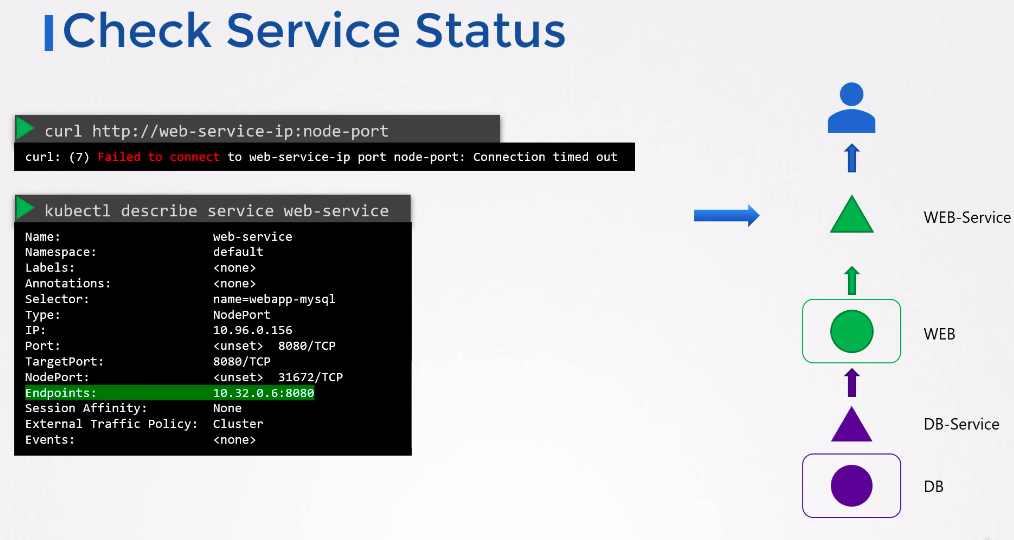 Check Service Status
curl http://web-service-ip:node-port
curl: (7) Failed to connect to web-service-ip port node-port: Connection timed out
kubectl describe service web-service
Name: web-service
Namespace: default
Labels: <none>
Annotations: <none>
Selector: name=webapp-mysql
Type: NodePort
IP: 10.96.0.156
Port: <unset> 8080/TCP
TargetPort: 8080/TCP
NodePort: <unset> 31672/TCP
Endpoints: 10.32.0.6:8080
Session Affinity: None
External Traffic Policy: Cluster
Events: <none>
WEB-Service
WEB
DB-Service
DB